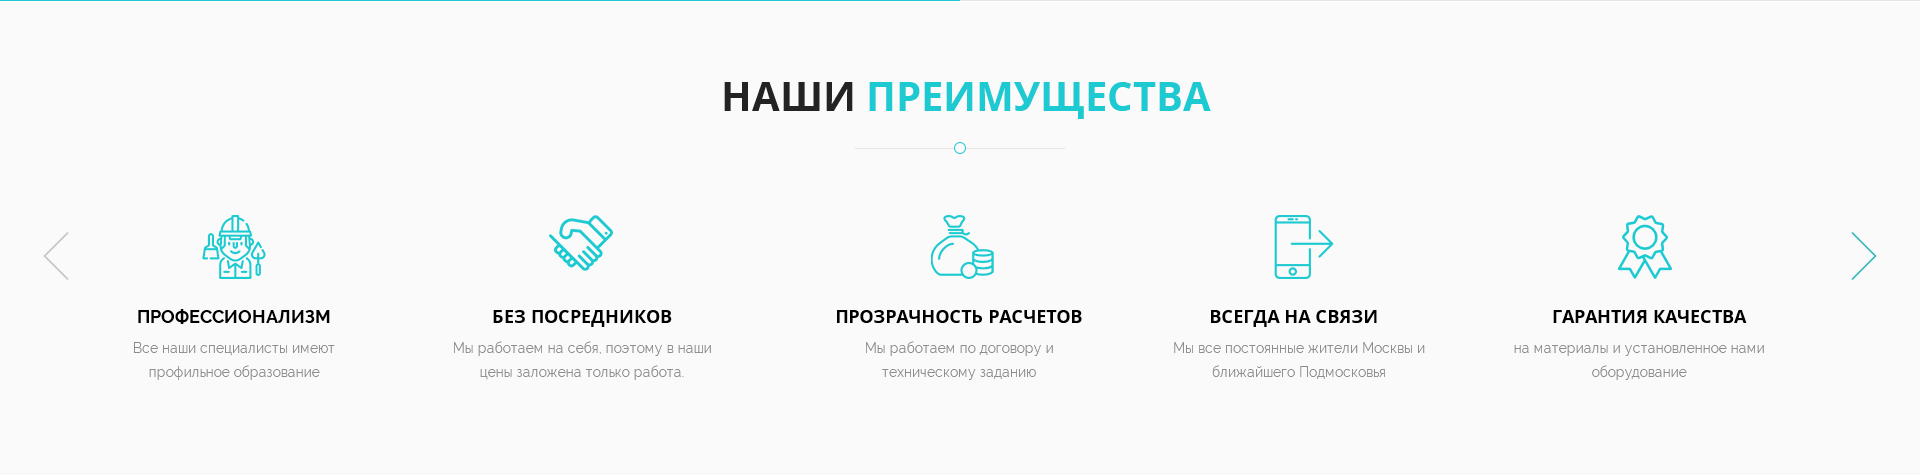 НАШИ ПРЕИМУЩЕСТВА
ПРОФЕССИОНАЛИЗМ
Все наши специалисты имеют
профильное образование
БЕЗ ПОСРЕДНИКОВ
Мы работаем на себя, поэтому в наши
цены заложена только работа.
ПРОЗРАЧНОСТЬ РАСЧЕТОВ
Мы работаем по договору и
техническому заданию
ВСЕГДА НА СВЯЗИ
Мы все постоянные жители Москвы и
ближайшего Подмосковья
ГАРАНТИЯ КАЧЕСТВА
на материалы и установленное нами
оборудование